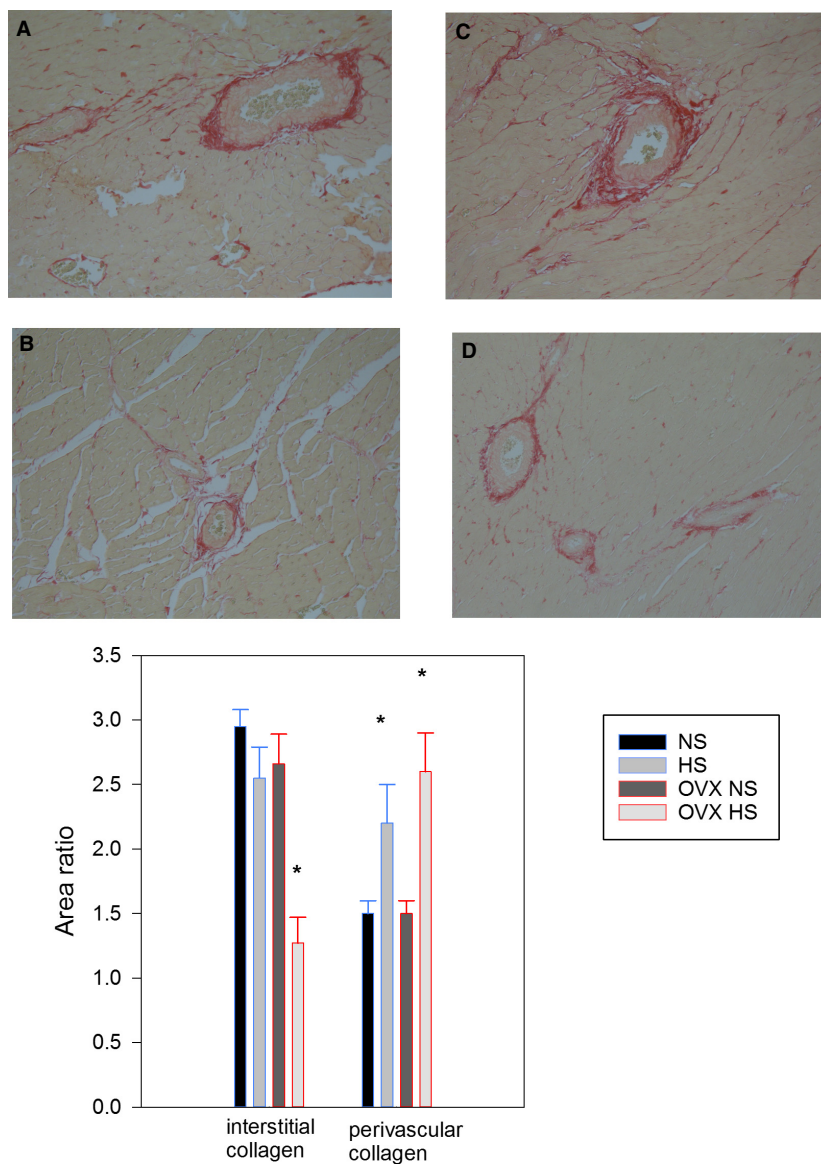 A
C
B
D
3.5
3.0
2.5
2.0
1.5
1.0
0.5
0.0
Area ratio
*
*
*
interstitial
collagen
perivascular
collagen
NS
HS
OVX NS
OVX HS